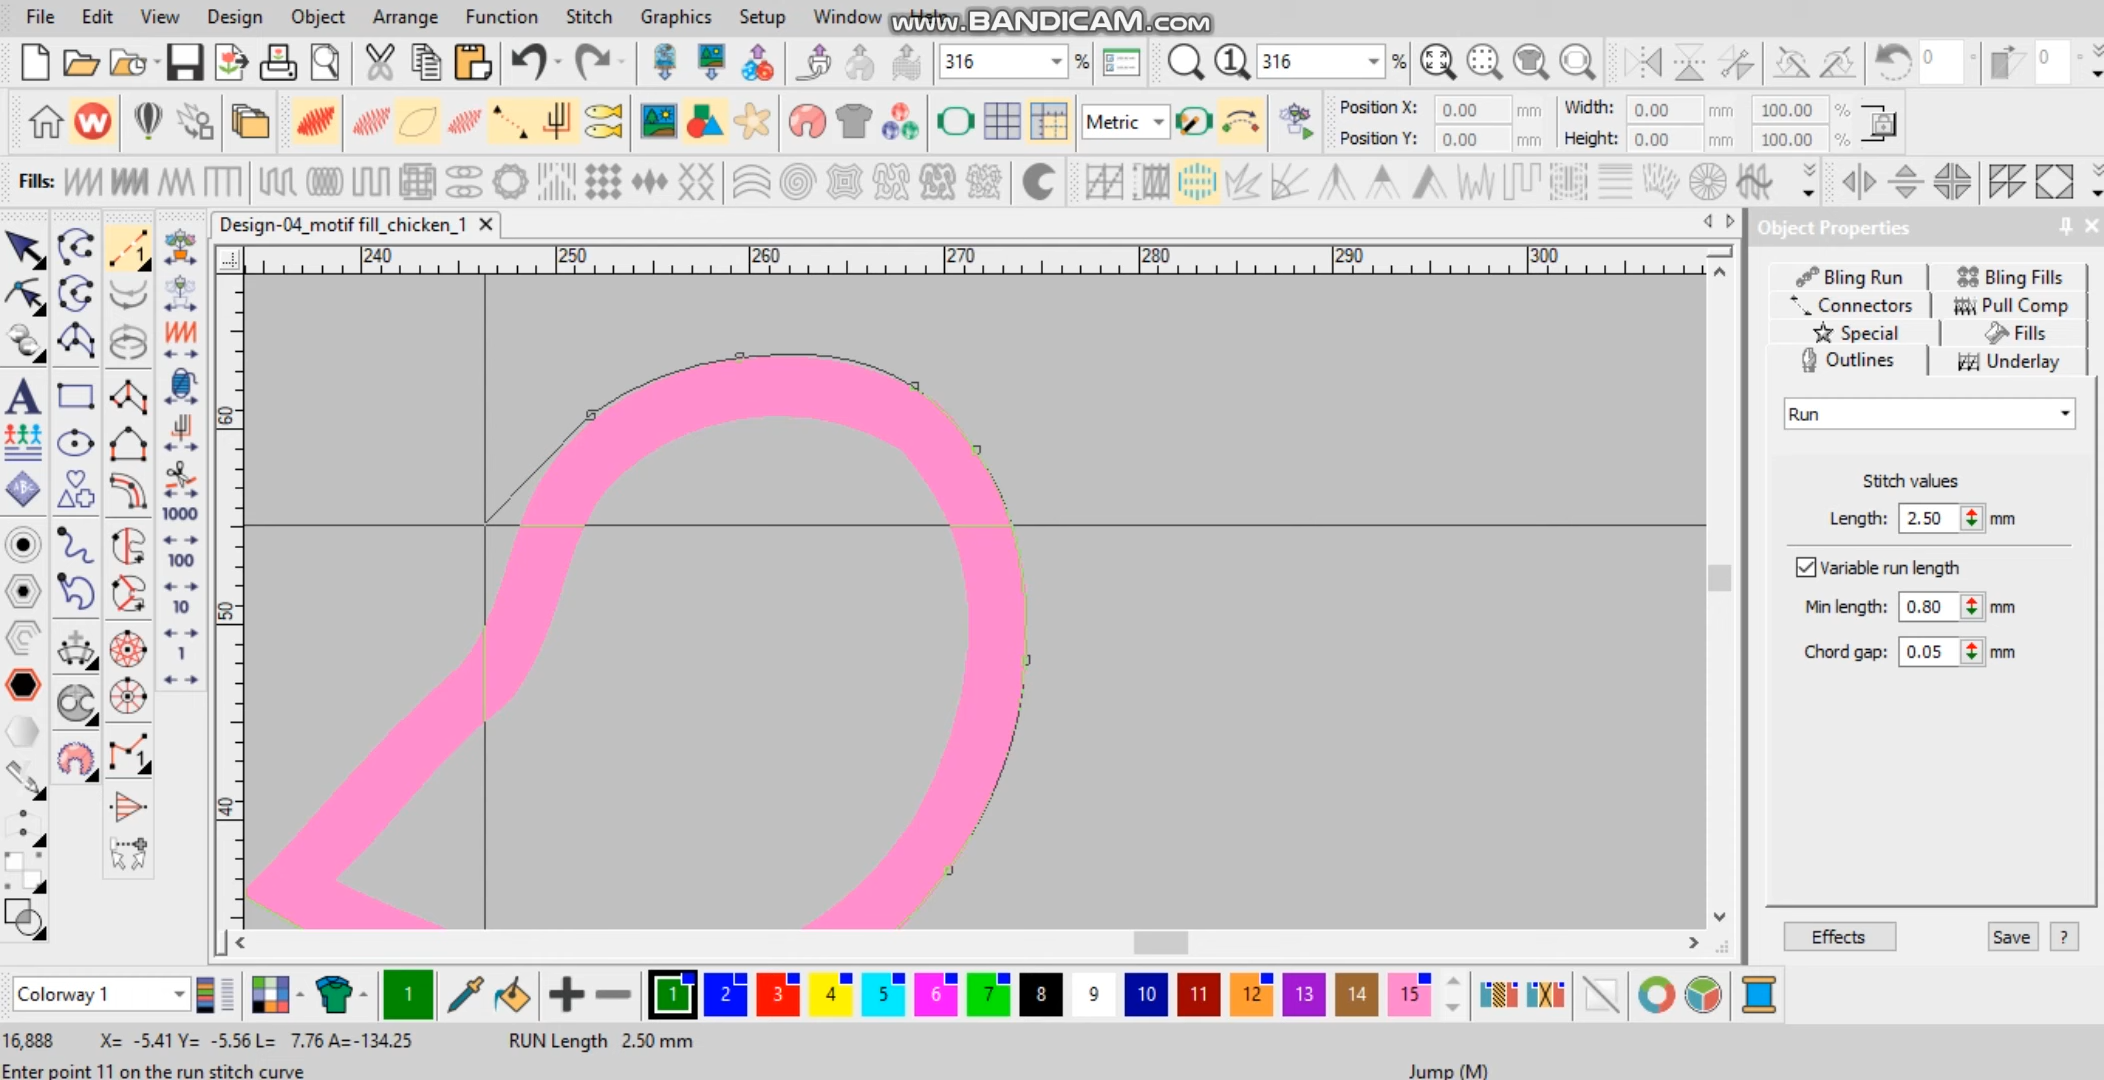 File Edit View Design Object Arrange Function Stitch Graphics Setup Window
www.BANDICAM.com
316 %
1 316 %
0 0
W
Metric
Position X: 0.00 mm Width: 0.00 mm 100.00 %
Position Y: 0.00 mm Height: 0.00 mm 100.00 %
Fills:
Design-04_motif fill_chicken_1
Object Properties
240 250 260 270 280 290 300
60
50
40
Bling Run Bling Fills
Connectors Pull Comp
Special Fills
Outlines Underlay
Run
Stitch values
Length: 2.50 mm
Variable run length
Min length: 0.80 mm
Chord gap: 0.05 mm
Effects Save ?
1
A
ABC
1000
100
10
1
1
Colorway 1
1
1 2 3 4 5 6 7 8 9 10 11 12 13 14 15
16,888 X= -5.41 Y= -5.56 L= 7.76 A=-134.25 RUN Length 2.50 mm
Enter point 11 on the run stitch curve Jump (M)